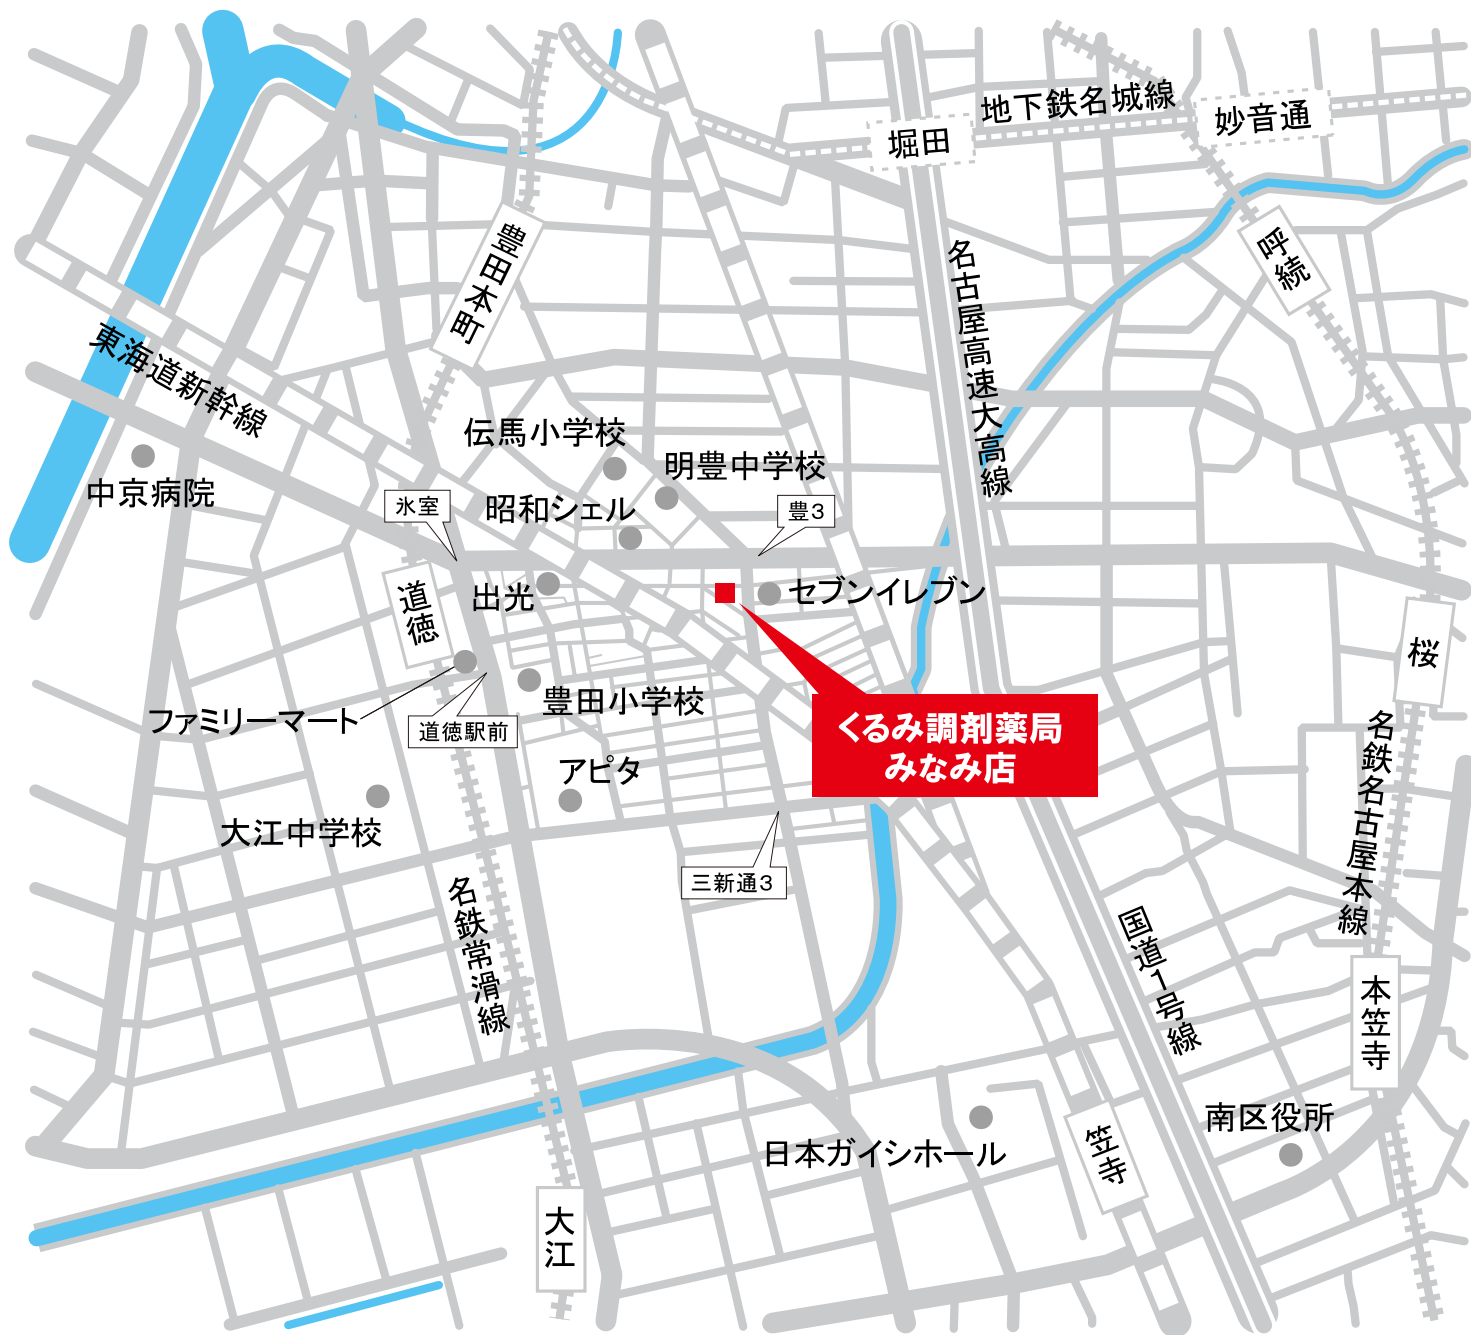 地下鉄名城線
妙音通
堀田
豊田本町
呼続
名古屋高速大高線
東海道新幹線
伝馬小学校
明豊中学校
中京病院
氷室
昭和シェル
豊3
道徳
出光
セブンイレブン
桜
ファミリーマート
道徳駅前
豊田小学校
くるみ調剤薬局
みなみ店
アピタ
名鉄名古屋本線
大江中学校
三新通3
名鉄常滑線
国道1号線
本笠寺
南区役所
日本ガイシホール
笠寺
大江